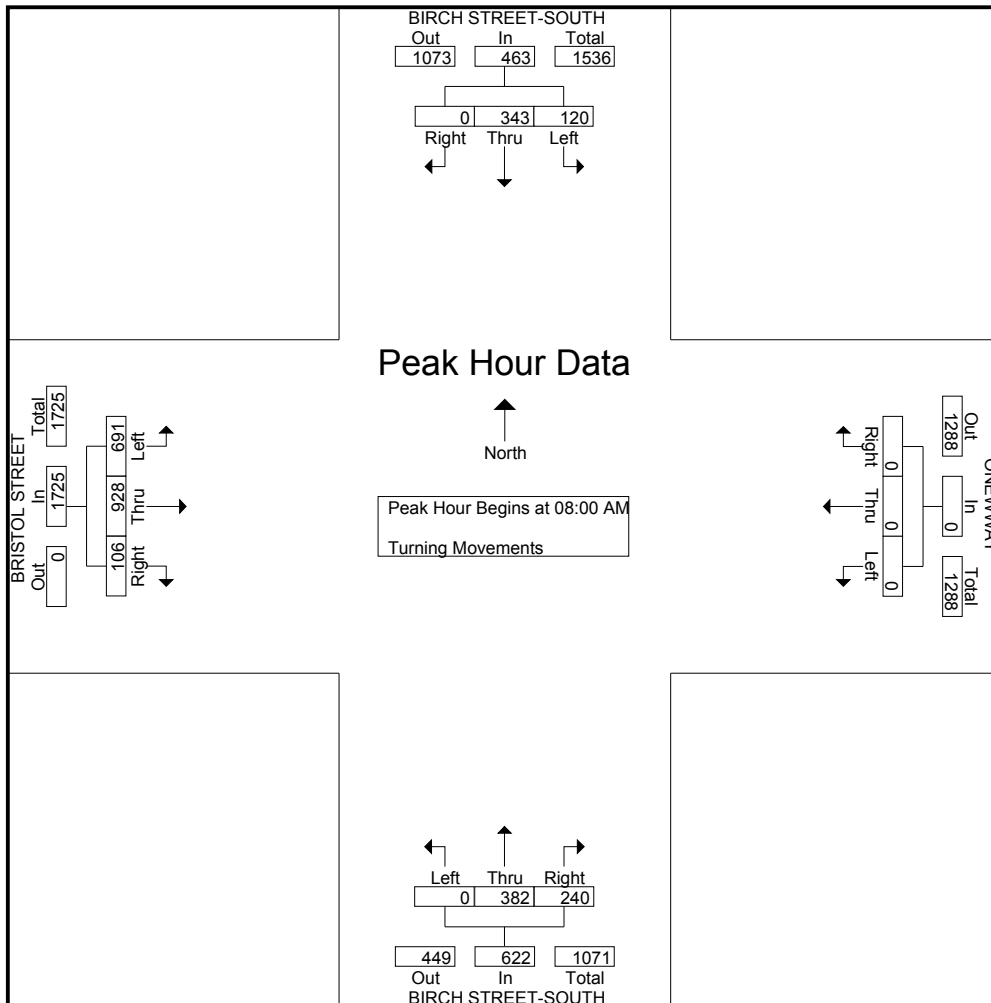 BIRCH STREET-SOUTH
Out In Total
1073 463 1536
0 343 120
Right Thru Left
Peak Hour Data
North
Peak Hour Begins at 08:00 AM
Turning Movements
BRISTOL STREET
Out In Total
0 1725 1725
106 928 691
Right Thru Left
ONEWWAY
Out In Total
1288 0 1288
0 0 0
Right Thru Left
Left Thru Right
0 382 240
449 622 1071
Out In Total
BIRCH STREET-SOUTH